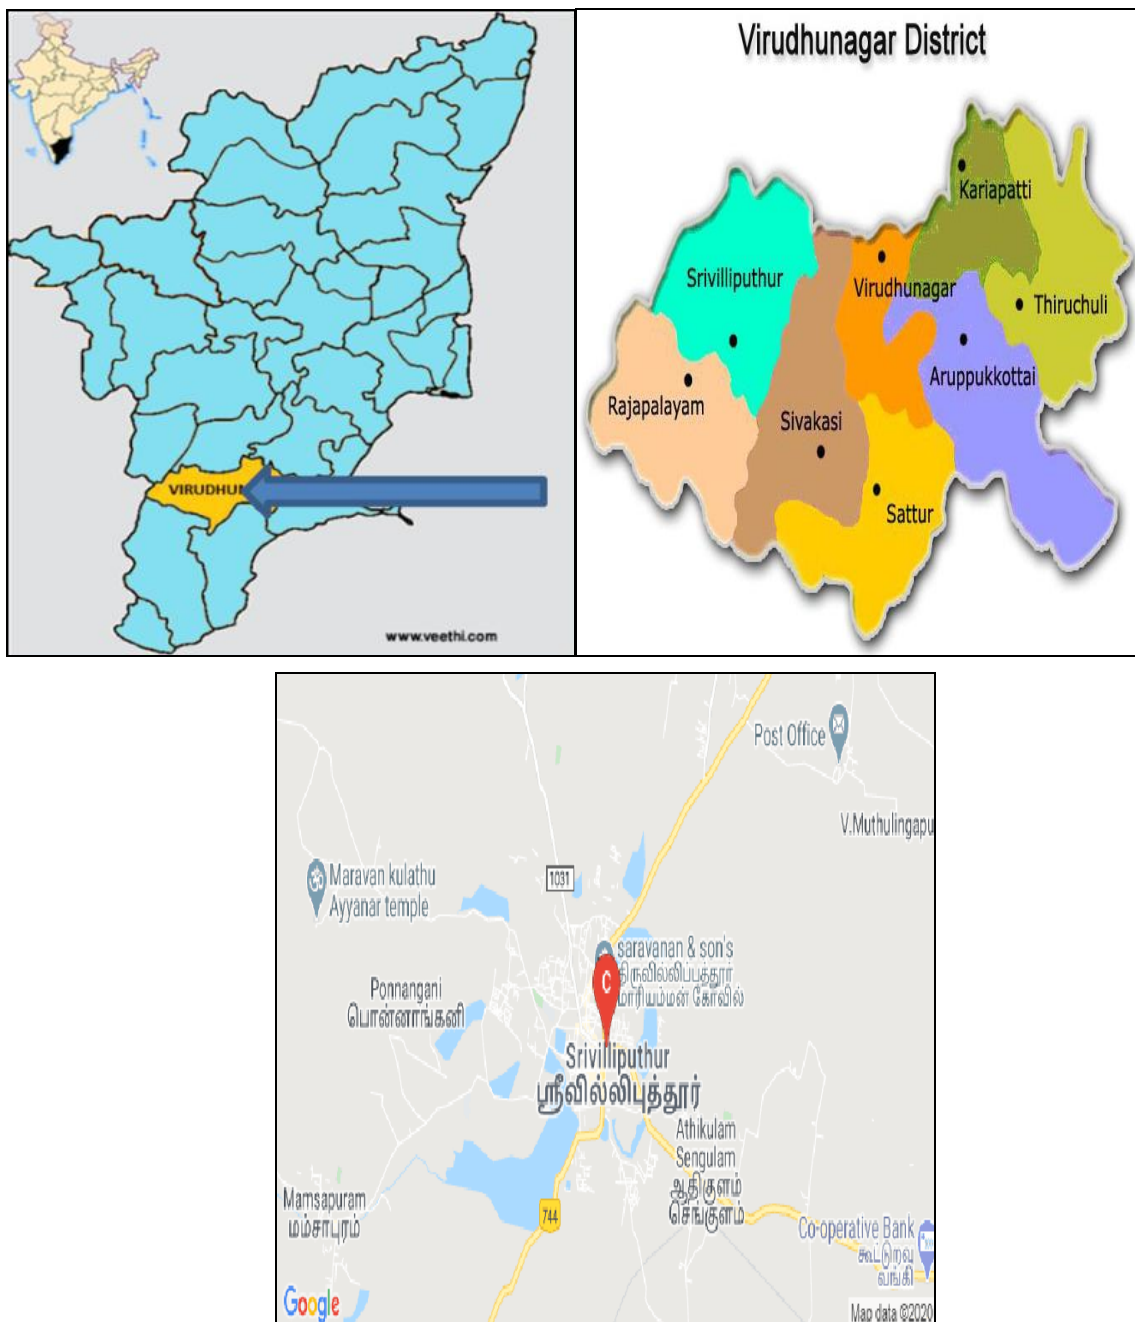 VIRUDHU
www.veethi.com
Virudhunagar District
Kariapatti
Srivilliputhur
Virudhunagar
Thiruchuli
Aruppukkottai
Rajapalayam
Sivakasi
Sattur
Post Office
V.Muthulingapu
1031
Maravan kulathu
Ayyanar temple
saravanan & son's
திருவில்லிப்பத்தூர்
மாரியம்மன் கோவில்
C
Ponnangani
பொன்னாங்கனி
Srivilliputhur
ஸ்ரீவில்லிபுத்தூர்
Athikulam
Sengulam
ஆதிகுளம்
செங்குளம்
Mamsapuram
மம்சாபுரம்
744
Co-operative Bank
கூட்டுறவு
வங்கி
Google
Map data ©2020